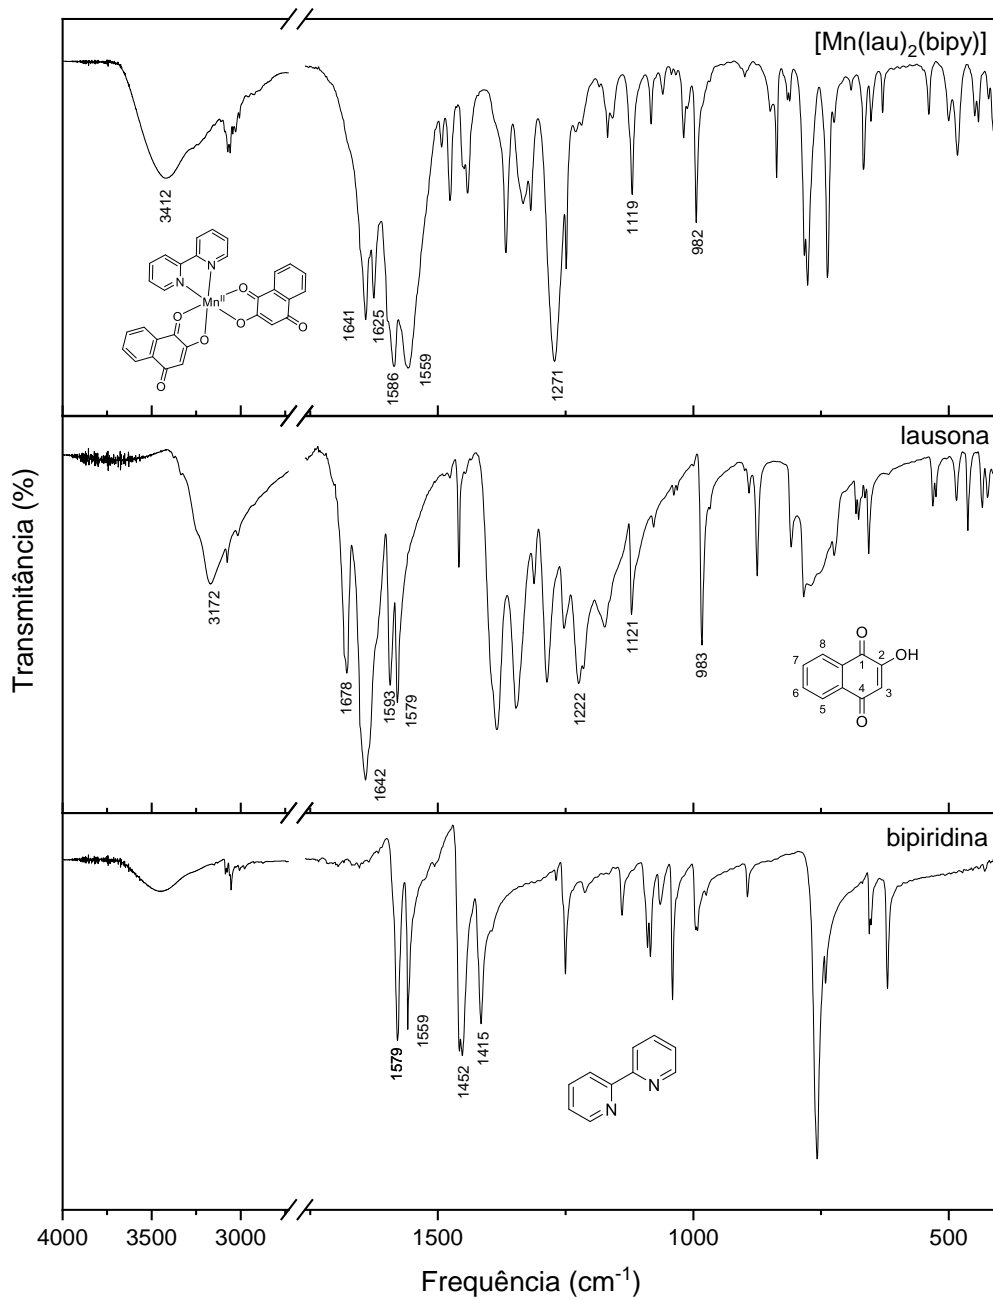 [Mn(lau)₂(bipy)]
3412
1641
1625
1586
1559
1271
1119
982
N
N
Mn^II
O
O
O
O
O
O
lausona
3172
1678
1642
1593
1579
1222
1121
983
O
OH
O
1
2
3
4
5
6
7
8
bipiridina
1579
1559
1452
1415
N
N
4000
3500
3000
1500
1000
500
Transmitância (%)
Frequência (cm⁻¹)